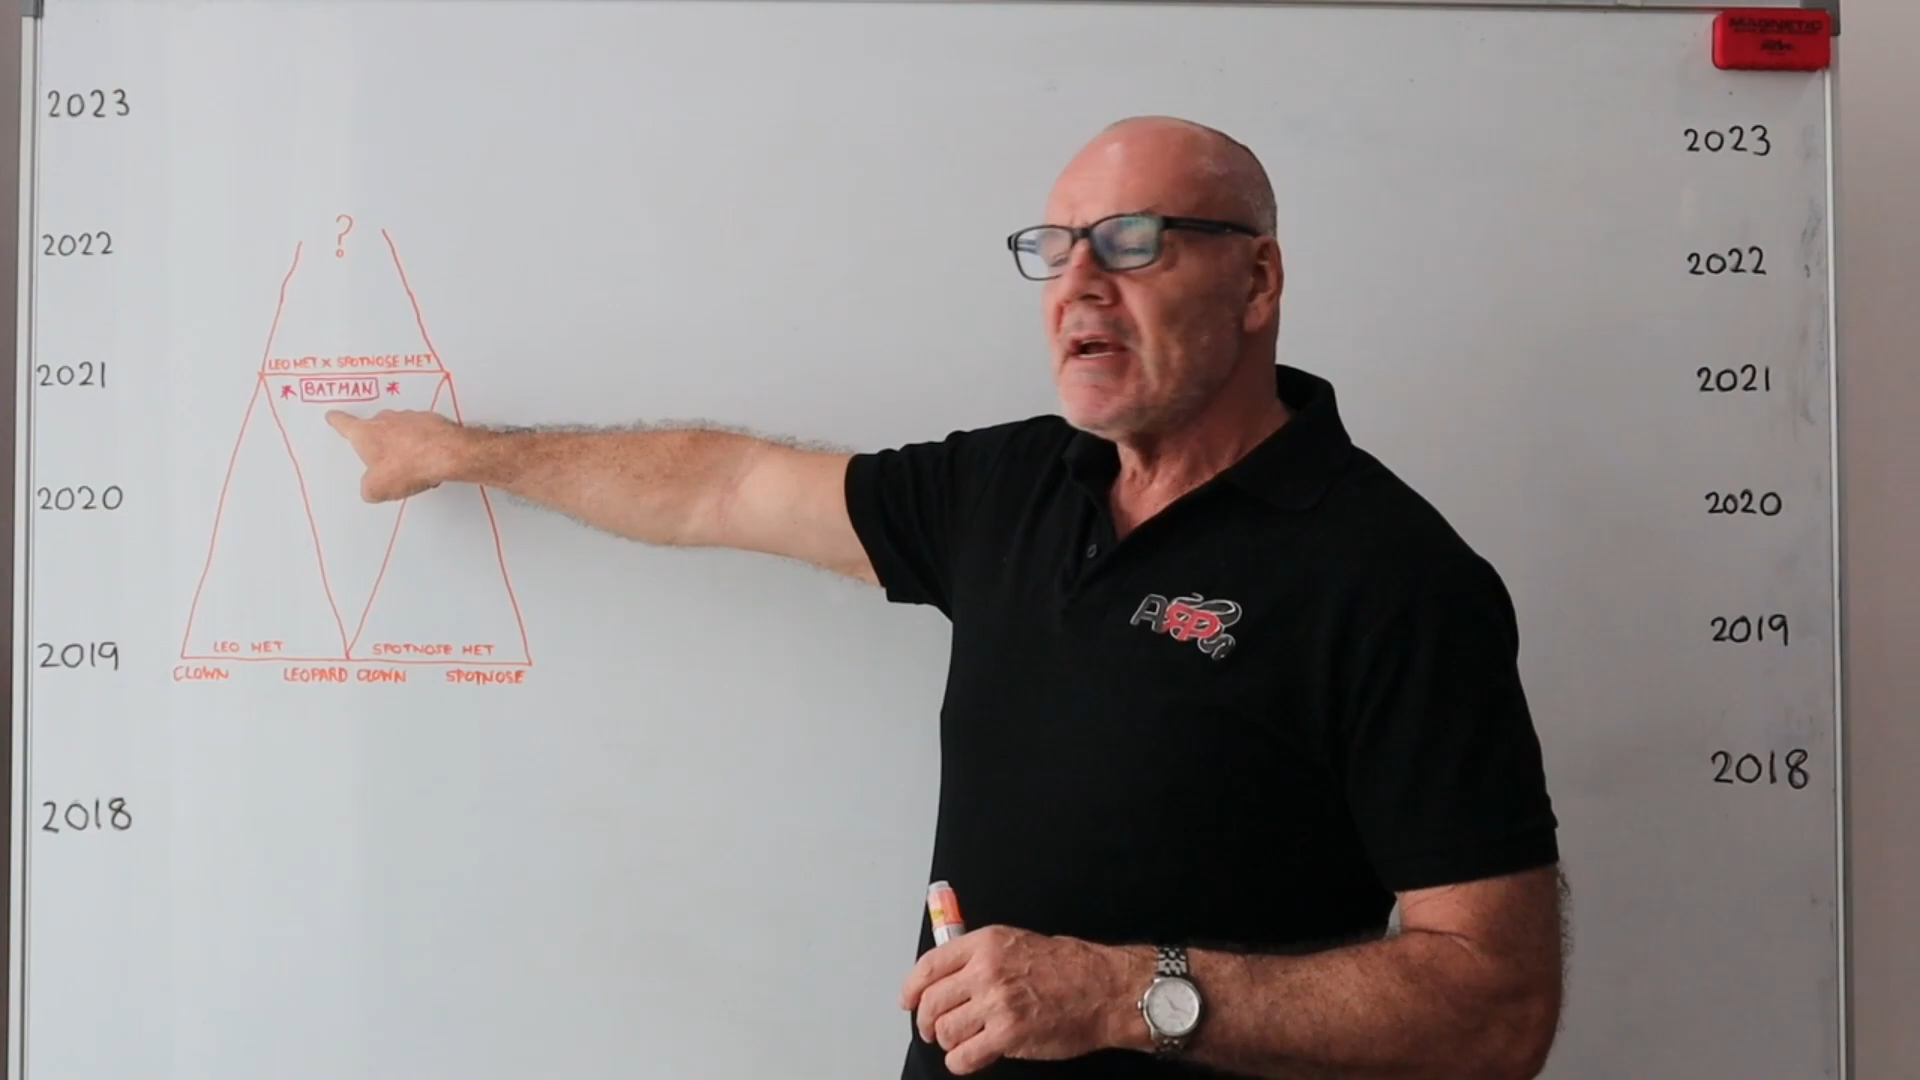 MAGNETIC
2023
2023
2022
?
2022
2021
LEO HET X SPOTNOSE HET
* BATMAN *
2021
2020
2020
2019
LEO HET
SPOTNOSE HET
2019
CLOWN
LEOPARD CLOWN
SPOTNOSE
2018
2018